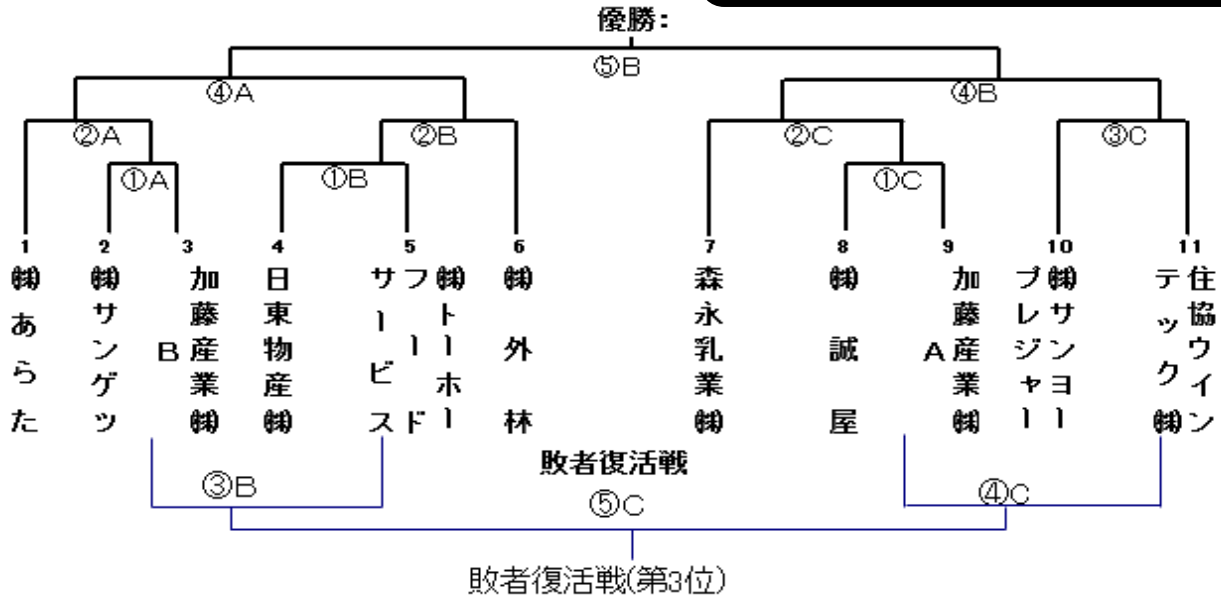 優勝:
⑤B
④A
④B
②A
②B
②C
③C
①A
①B
①C
1
2
3
4
5
6
7
8
9
10
11
㈱あらた
㈱サンゲツ
加藤産業㈱
B
日東物産㈱
㈱トーホー
フード
サービス
㈱外林
森永乳業㈱
㈱誠屋
加藤産業㈱
A
㈱サンヨー
プレジャー
住協ウイン
テック㈱
敗者復活戦
③B
⑤C
④C
敗者復活戦(第3位)